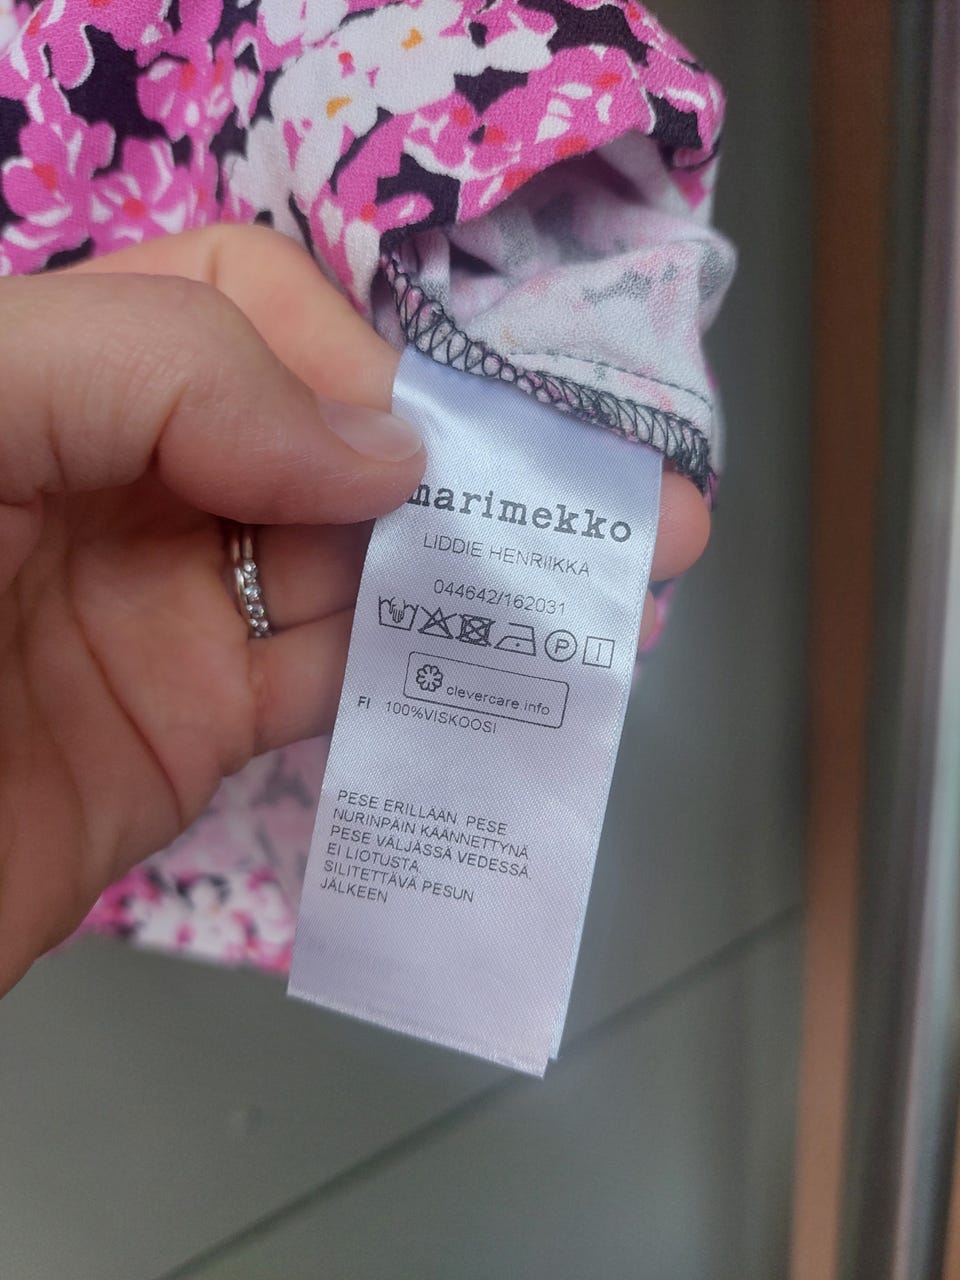 marimekko
LIDDIE HENRIIKKA
044642/162031
P
clevercare.info
FI 100%VISKOOSI
PESE ERILLÄÄN. PESE
NURINPÄIN KÄÄNNETTYNÄ.
PESE VÄLJÄSSÄ VEDESSÄ.
EI LIOTUSTA.
SILITETTÄVÄ PESUN
JÄLKEEN